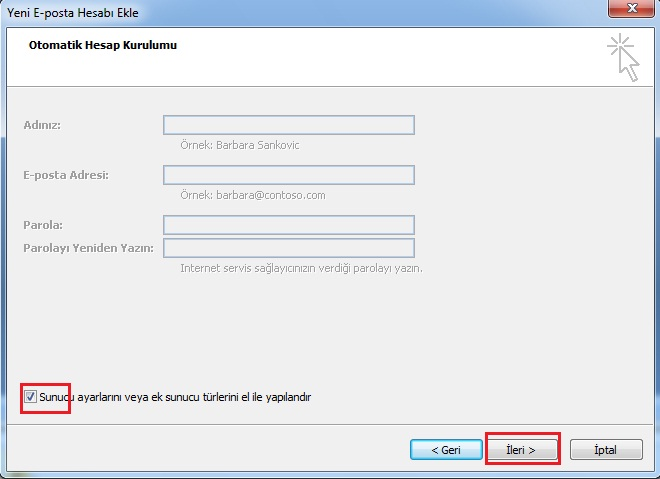 Yeni E-posta Hesabı Ekle
Otomatik Hesap Kurulumu
Adınız:
Örnek: Barbara Sankovic
E-posta Adresi:
Örnek: barbara@contoso.com
Parola:
Parolayı Yeniden Yazın:
Internet servis sağlayıcınızın verdiği parolayı yazın.
Sunucu ayarlarını veya ek sunucu türlerini el ile yapılandır
< Geri
İleri >
İptal